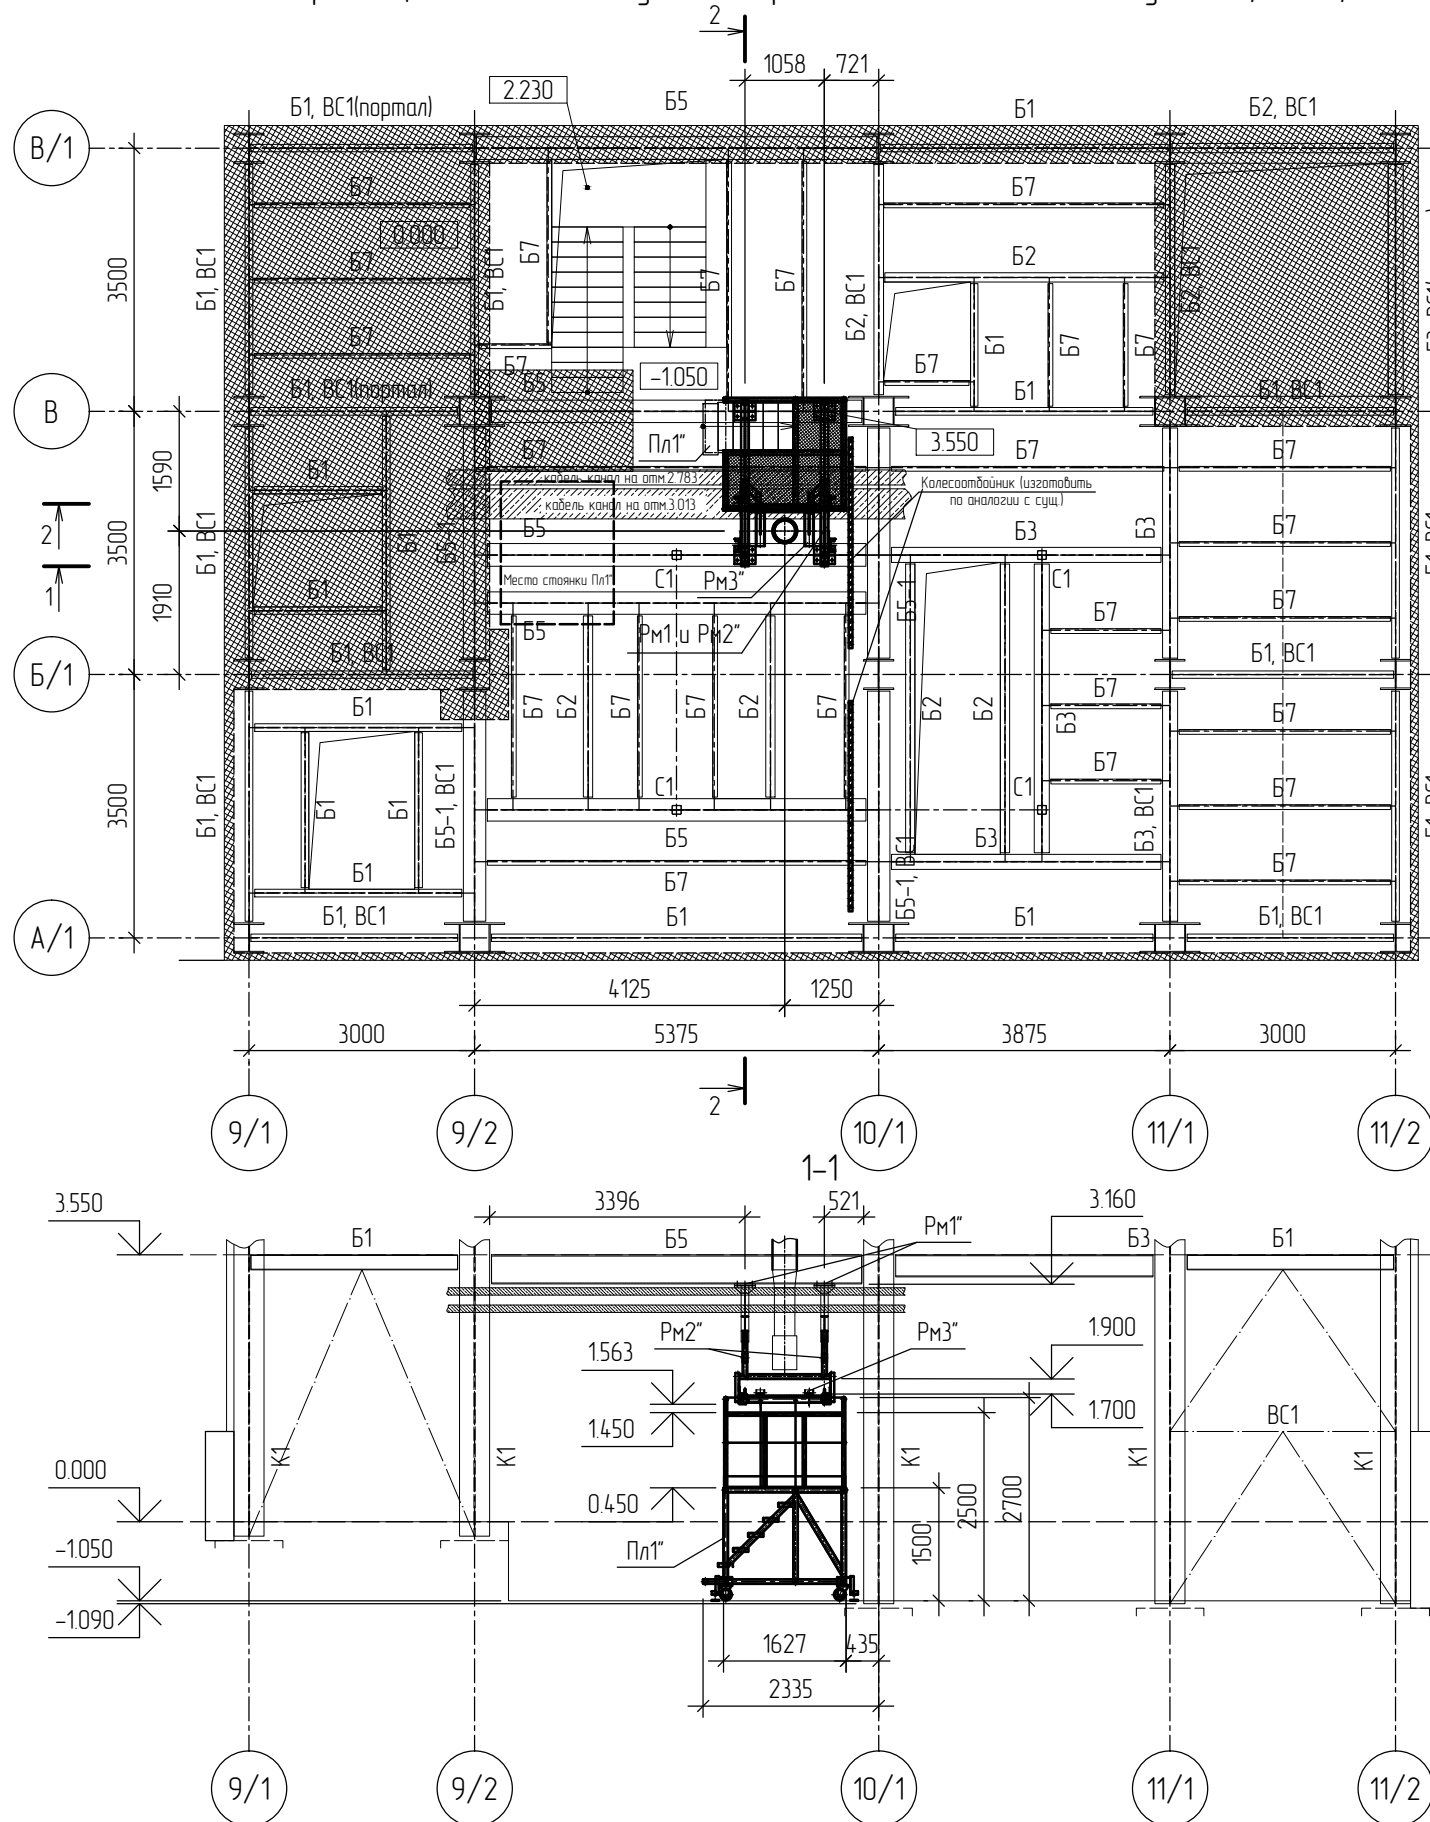 2
1058
721
2.230
Б1, ВС1(портал)
Б5
Б1
Б2, ВС1
В/1
Б7
Б7
0.000
Б7
Б7
Б1, ВС1
Б1, ВС1
Б7
Б7
Б7
Б7
Б2, ВС1
Б7
Б2
Б1
Б7
Б7
Б7
Б2, ВС1
3500
Б1, ВС1(портал)
Б5
-1.050
Б1
Б1, ВС1
В
Пл1"
3.550
1590
Б1
Б7
Б7
Б7
кабель канал на отм.2.783
кабель канал на отм.3.013
Колесоотбойник (изготовить
по аналогии с сущ.)
2
3500
Б1, ВС1
Б1
Б5-1
Б5
Б3
Б3
Б7
1
1910
Б1
Место стоянки Пл1"
С1
Рм3"
Б5-1
С1
Б7
Б7
Б5
Рм1 и Рм2"
Б1, ВС1
Б1, ВС1
Б/1
Б1
Б7
Б2
Б7
Б7
Б2
Б7
Б2
Б2
Б7
Б3
Б7
3500
Б1, ВС1
Б1
Б1
Б5-1, ВС1
С1
С1
Б7
Б3, ВС1
Б7
Б1
Б5
Б7
Б5-1, ВС1
Б3
Б7
Б1, ВС1
Б1
Б1
Б1, ВС1
А/1
4125
1250
3000
5375
3875
3000
2
9/1
9/2
10/1
11/1
11/2
1-1
3.550
3396
521
Рм1"
3.160
Б1
Б5
Б3
Б1
Рм2"
Рм3"
1.900
1.563
1.450
1.700
ВС1
К1
К1
К1
К1
К1
0.000
0.450
1500
2500
2700
-1.050
Пл1"
-1.090
1627
435
2335
9/1
9/2
10/1
11/1
11/2